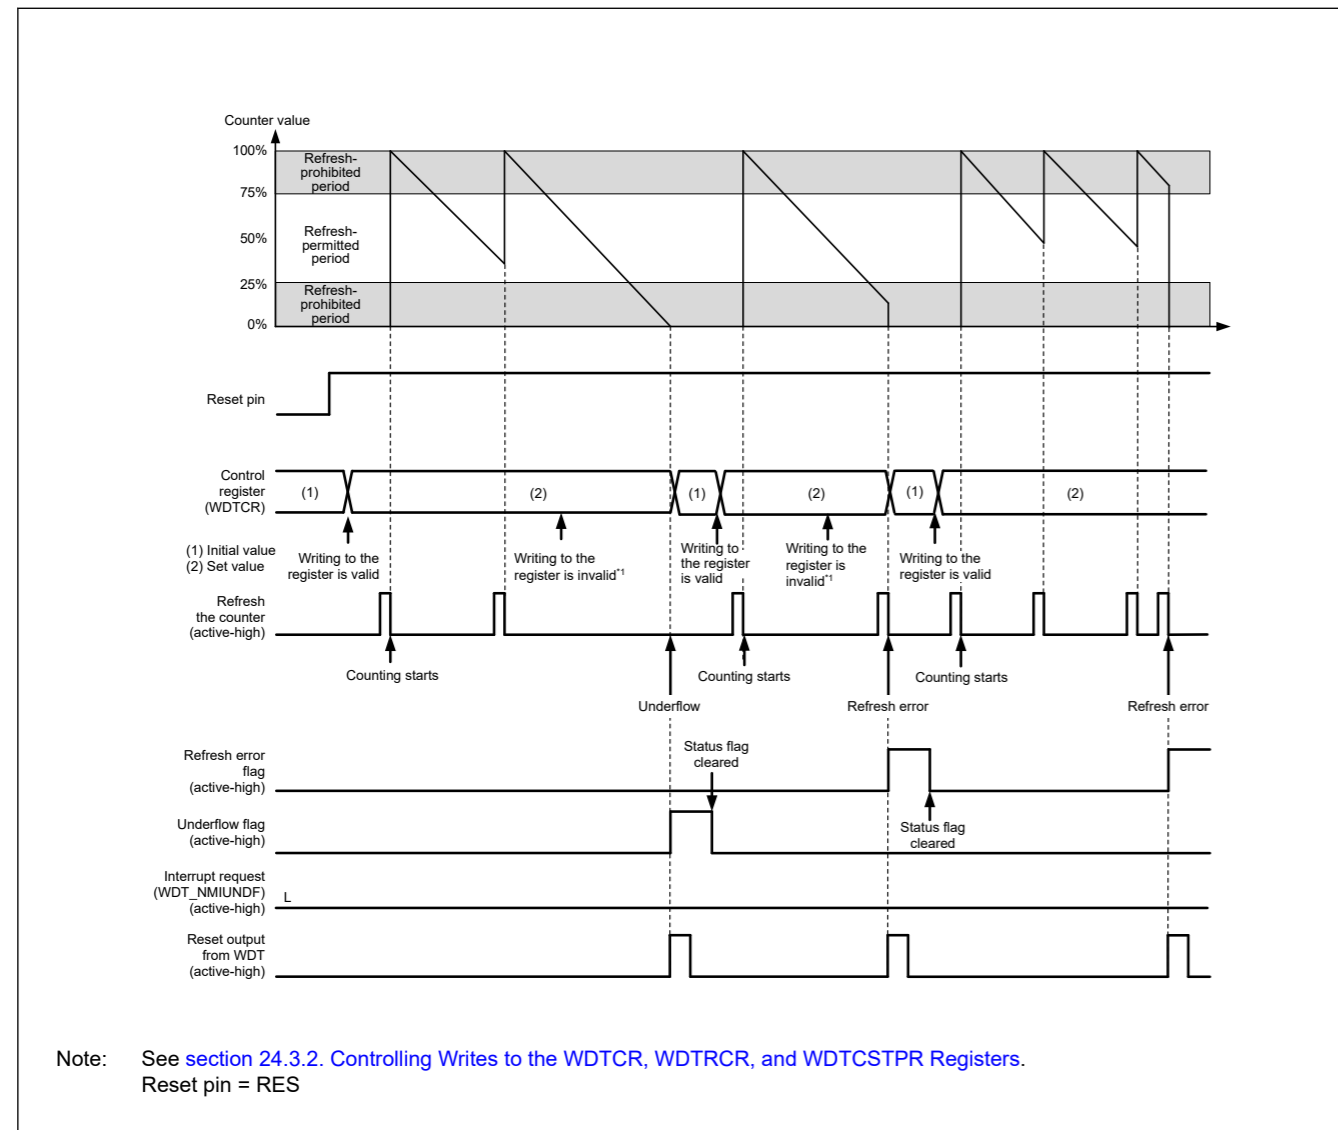 Counter value
100%
Refresh-
prohibited
period
75%
50%
Refresh-
permitted
period
25%
Refresh-
prohibited
period
0%
Reset pin
Control
register
(WDTCR)
(1)
(2)
(1)
(2)
(1)
(2)
(1) Initial value
(2) Set value
Writing to the
register is valid
Writing to the
register is invalid*1
Writing to
the register
is valid
Writing to the
register is
invalid*1
Writing to the
register is valid
Refresh
the counter
(active-high)
Counting starts
Counting starts
Counting starts
Underflow
Refresh error
Refresh error
Refresh error
flag
(active-high)
Status flag
cleared
Status flag
cleared
Underflow flag
(active-high)
Interrupt request
(WDT_NMIUNDF)
(active-high)
L
Reset output
from WDT
(active-high)
Note: See section 24.3.2. Controlling Writes to the WDTCR, WDTRCR, and WDTCSTPR Registers.
Reset pin = RES